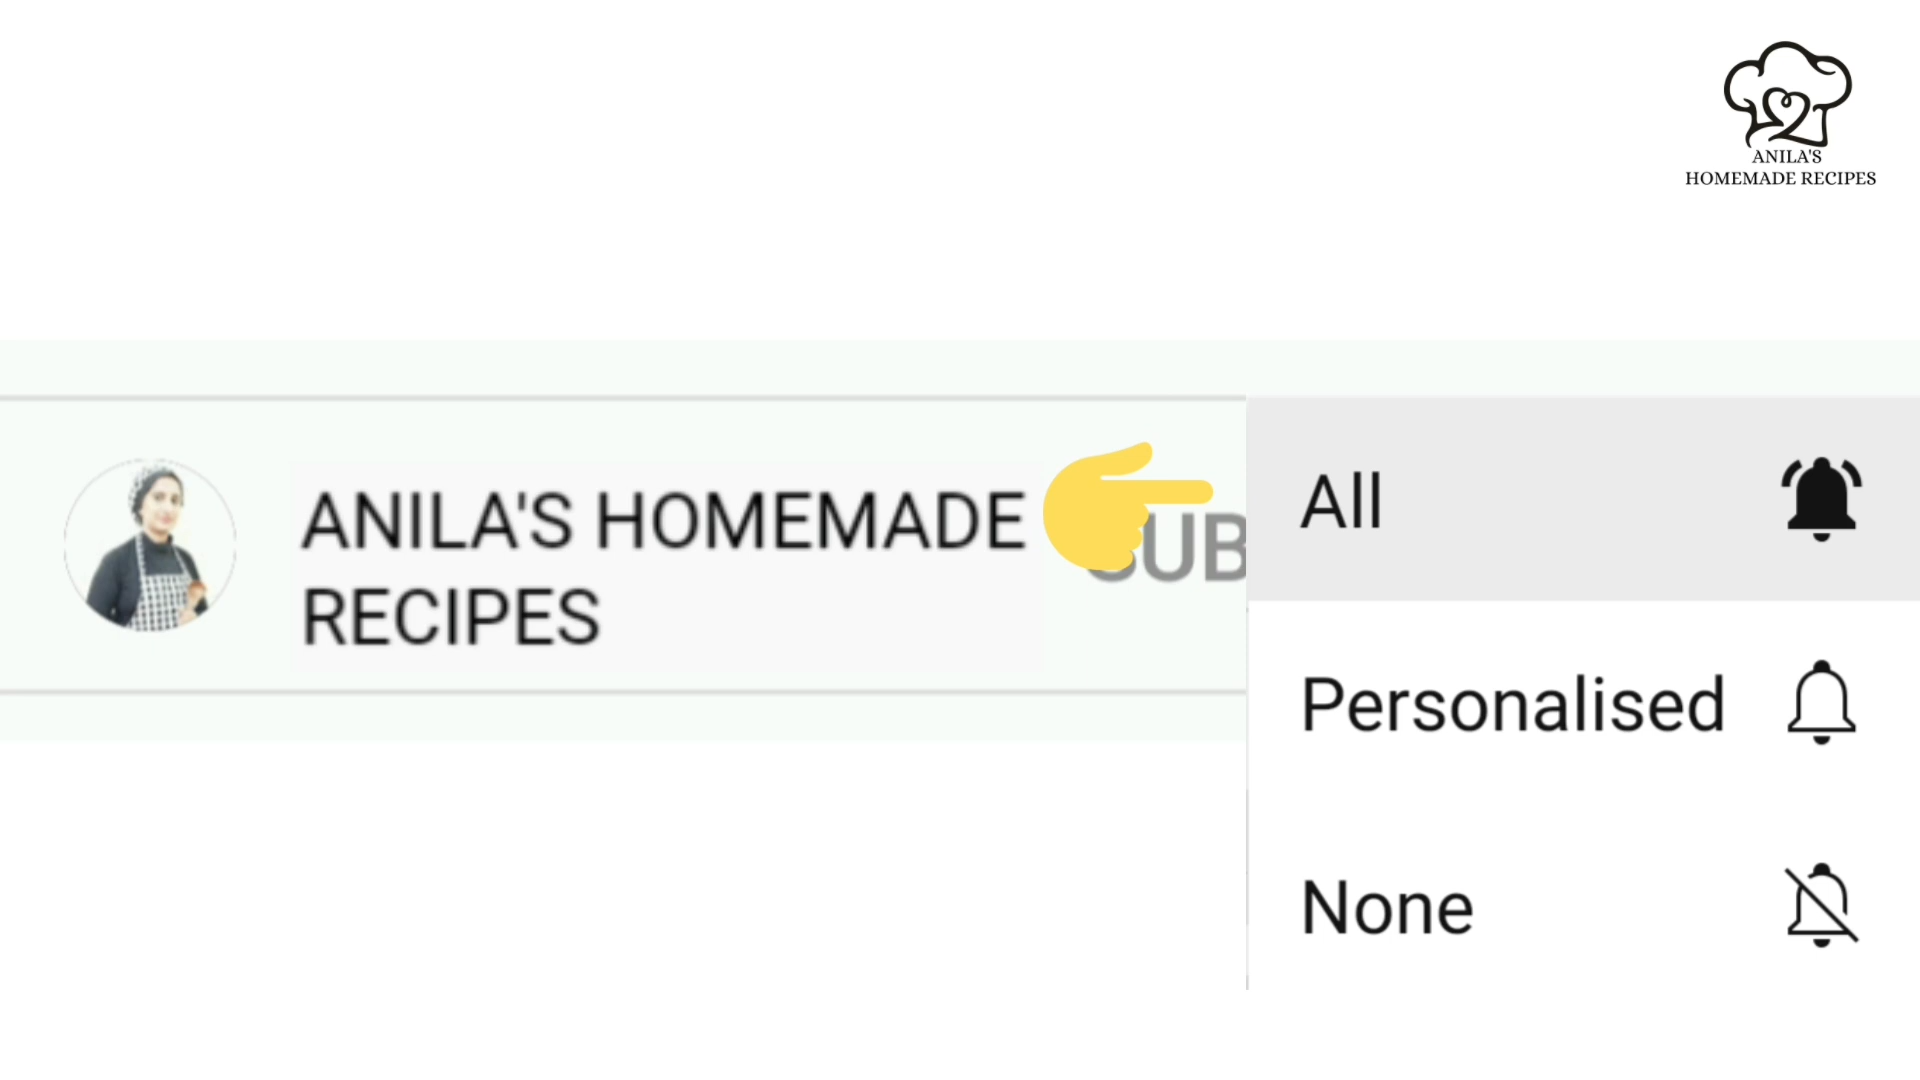 ANILA'S
HOMEMADE RECIPES
ANILA'S HOMEMADE
RECIPES
All
Personalised
None